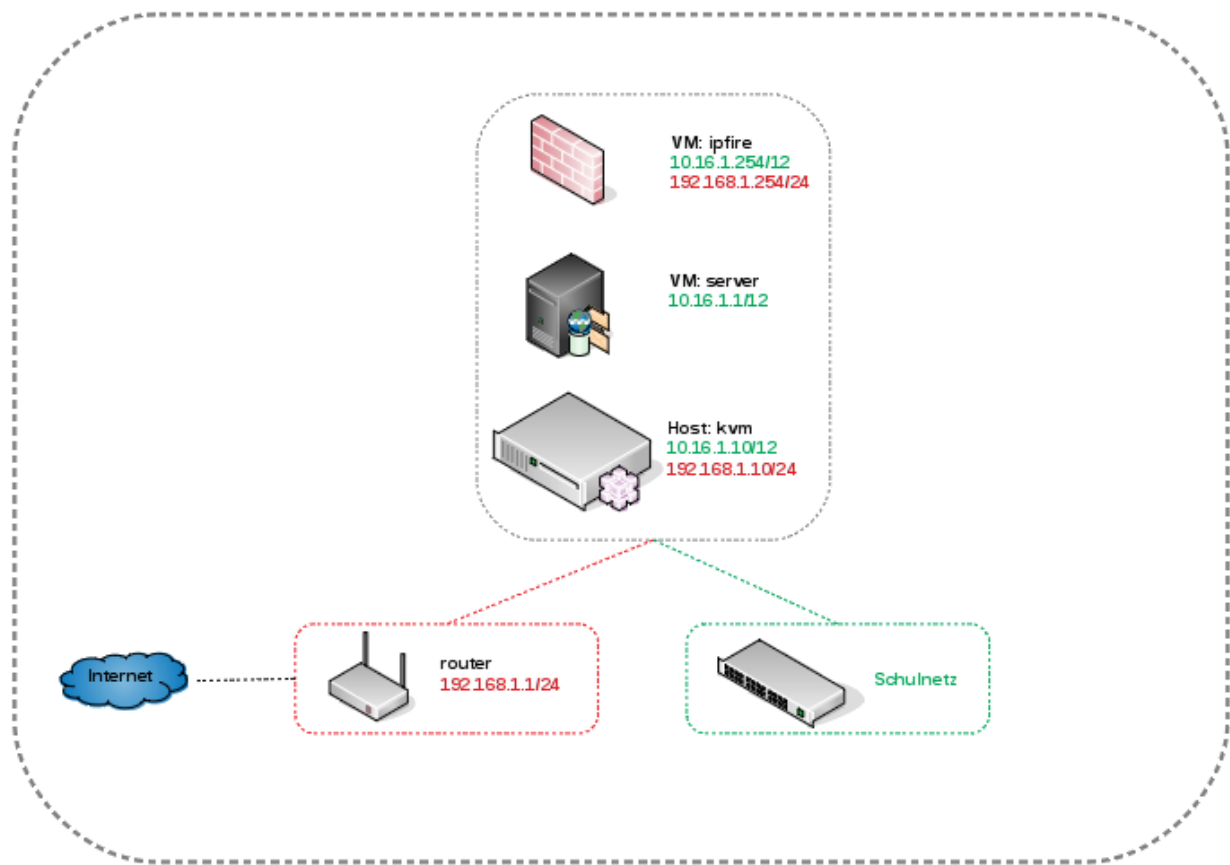 VM: ipfire
10.16.1.254/12
192.168.1.254/24
VM: server
10.16.1.1/12
Host: kvm
10.16.1.10/12
192.168.1.10/24
Internet
router
192.168.1.1/24
Schulnetz